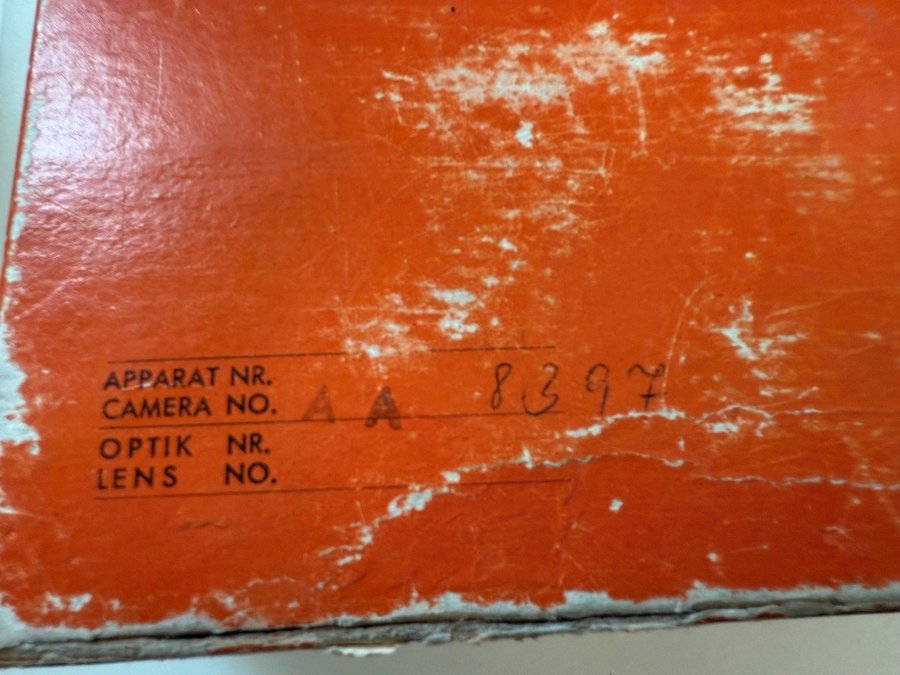 APPARAT NR.
CAMERA NO. AA 8397
OPTIK NR.
LENS NO.